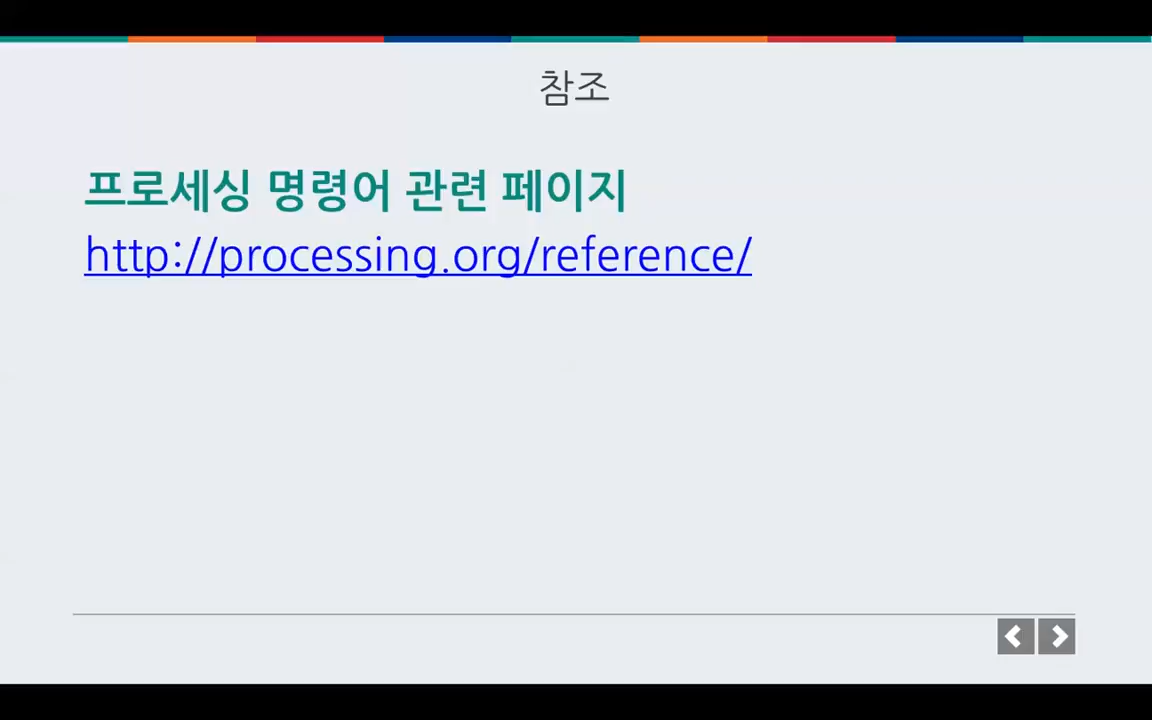 참조
프로세싱 명령어 관련 페이지
http://processing.org/reference/